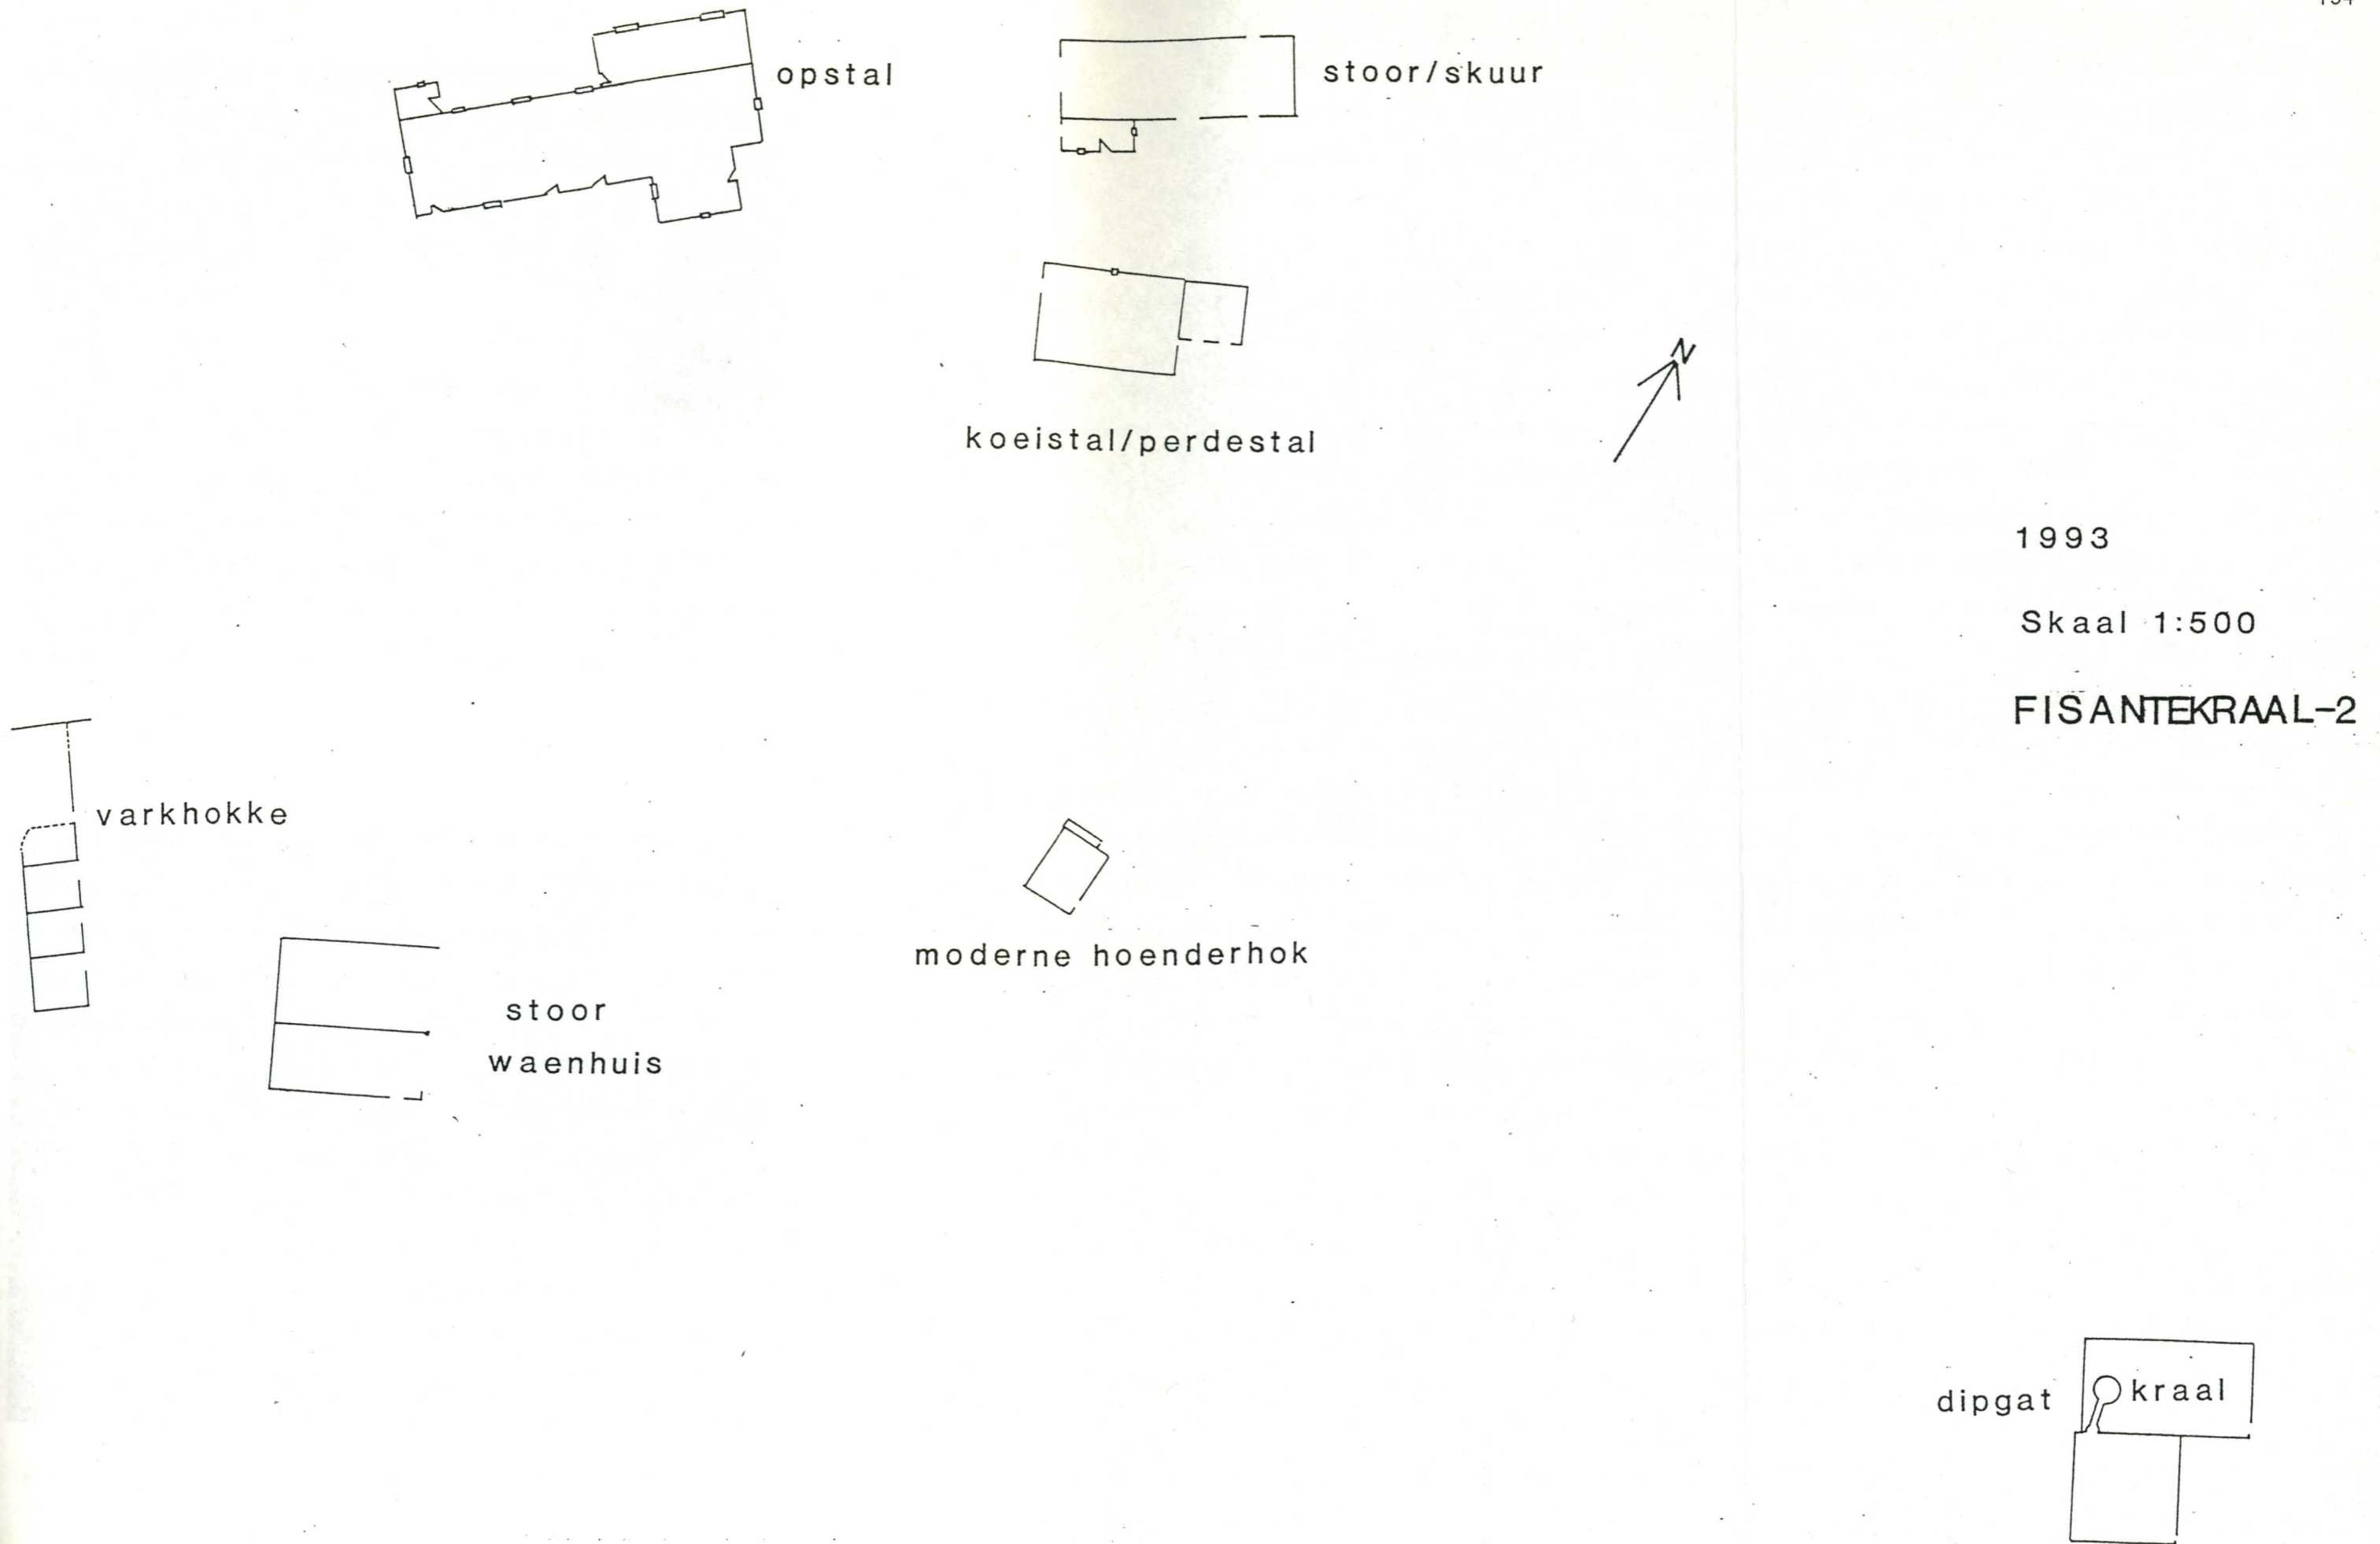 opstal
stoor/skuur
koeistal/perdestal
N
1993
Skaal 1:500
FISANTEKRAAL-2
varkhokke
moderne hoenderhok
stoor
waenhuis
dipgat
kraal